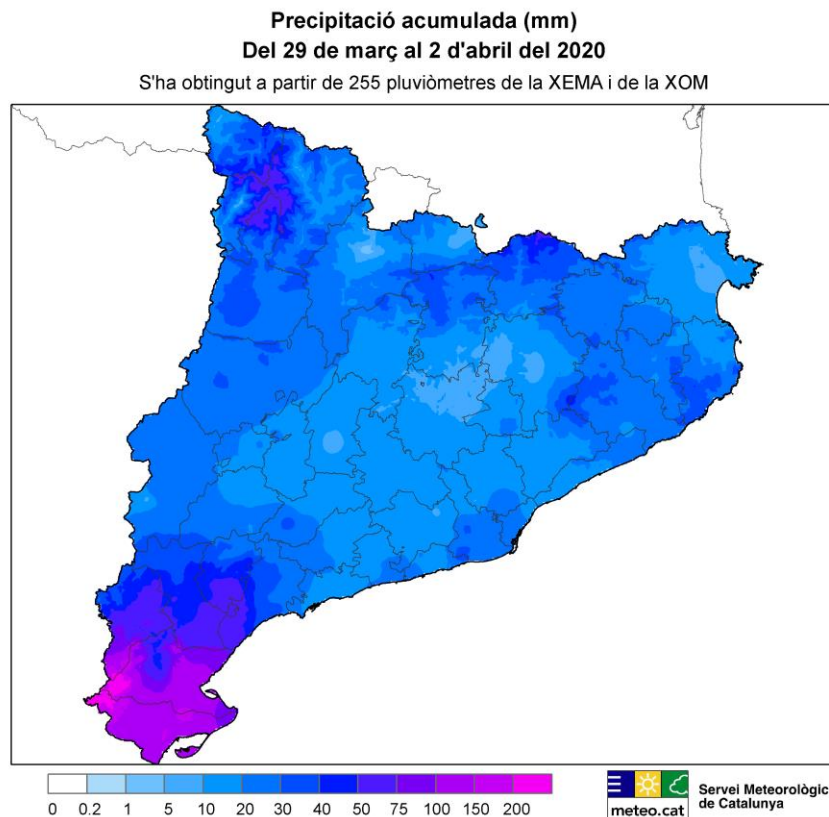 Precipitació acumulada (mm)
Del 29 de març al 2 d'abril del 2020
S'ha obtingut a partir de 255 pluviòmetres de la XEMA i de la XOM
0 0.2 1 5 10 20 30 40 50 75 100 150 200
meteo.cat
Servei Meteorològic
de Catalunya